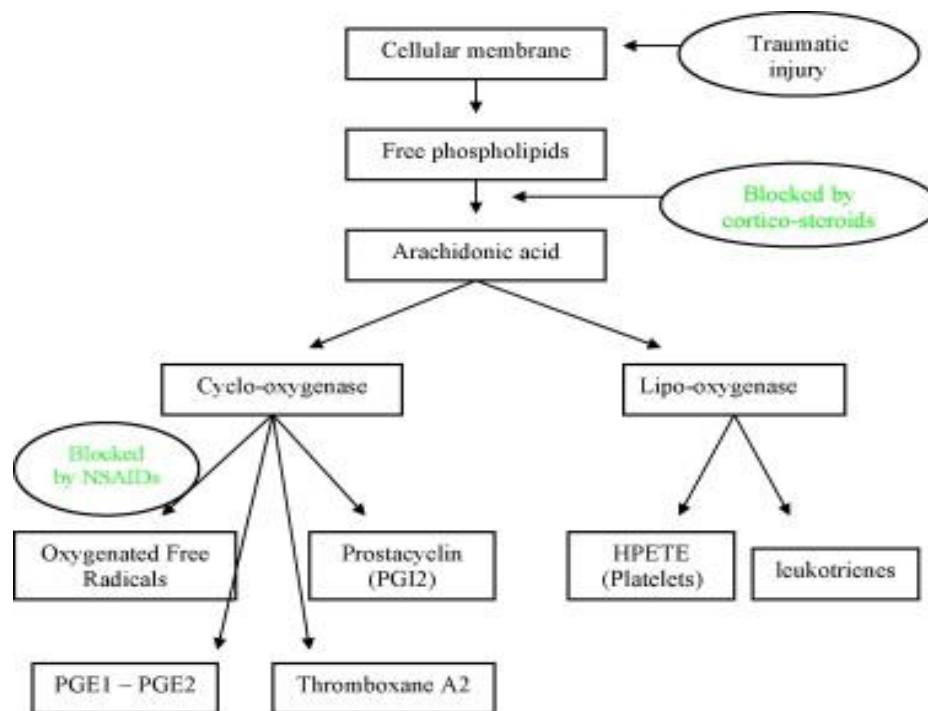 Cellular membrane
Traumatic
injury
Free phospholipids
Blocked by
cortico-steroids
Arachidonic acid
Cyclo-oxygenase
Lipo-oxygenase
Blocked
by NSAIDs
Oxygenated Free
Radicals
Prostacyclin
(PGI2)
HPETE
(Platelets)
leukotrienes
PGE1 – PGE2
Thromboxane A2